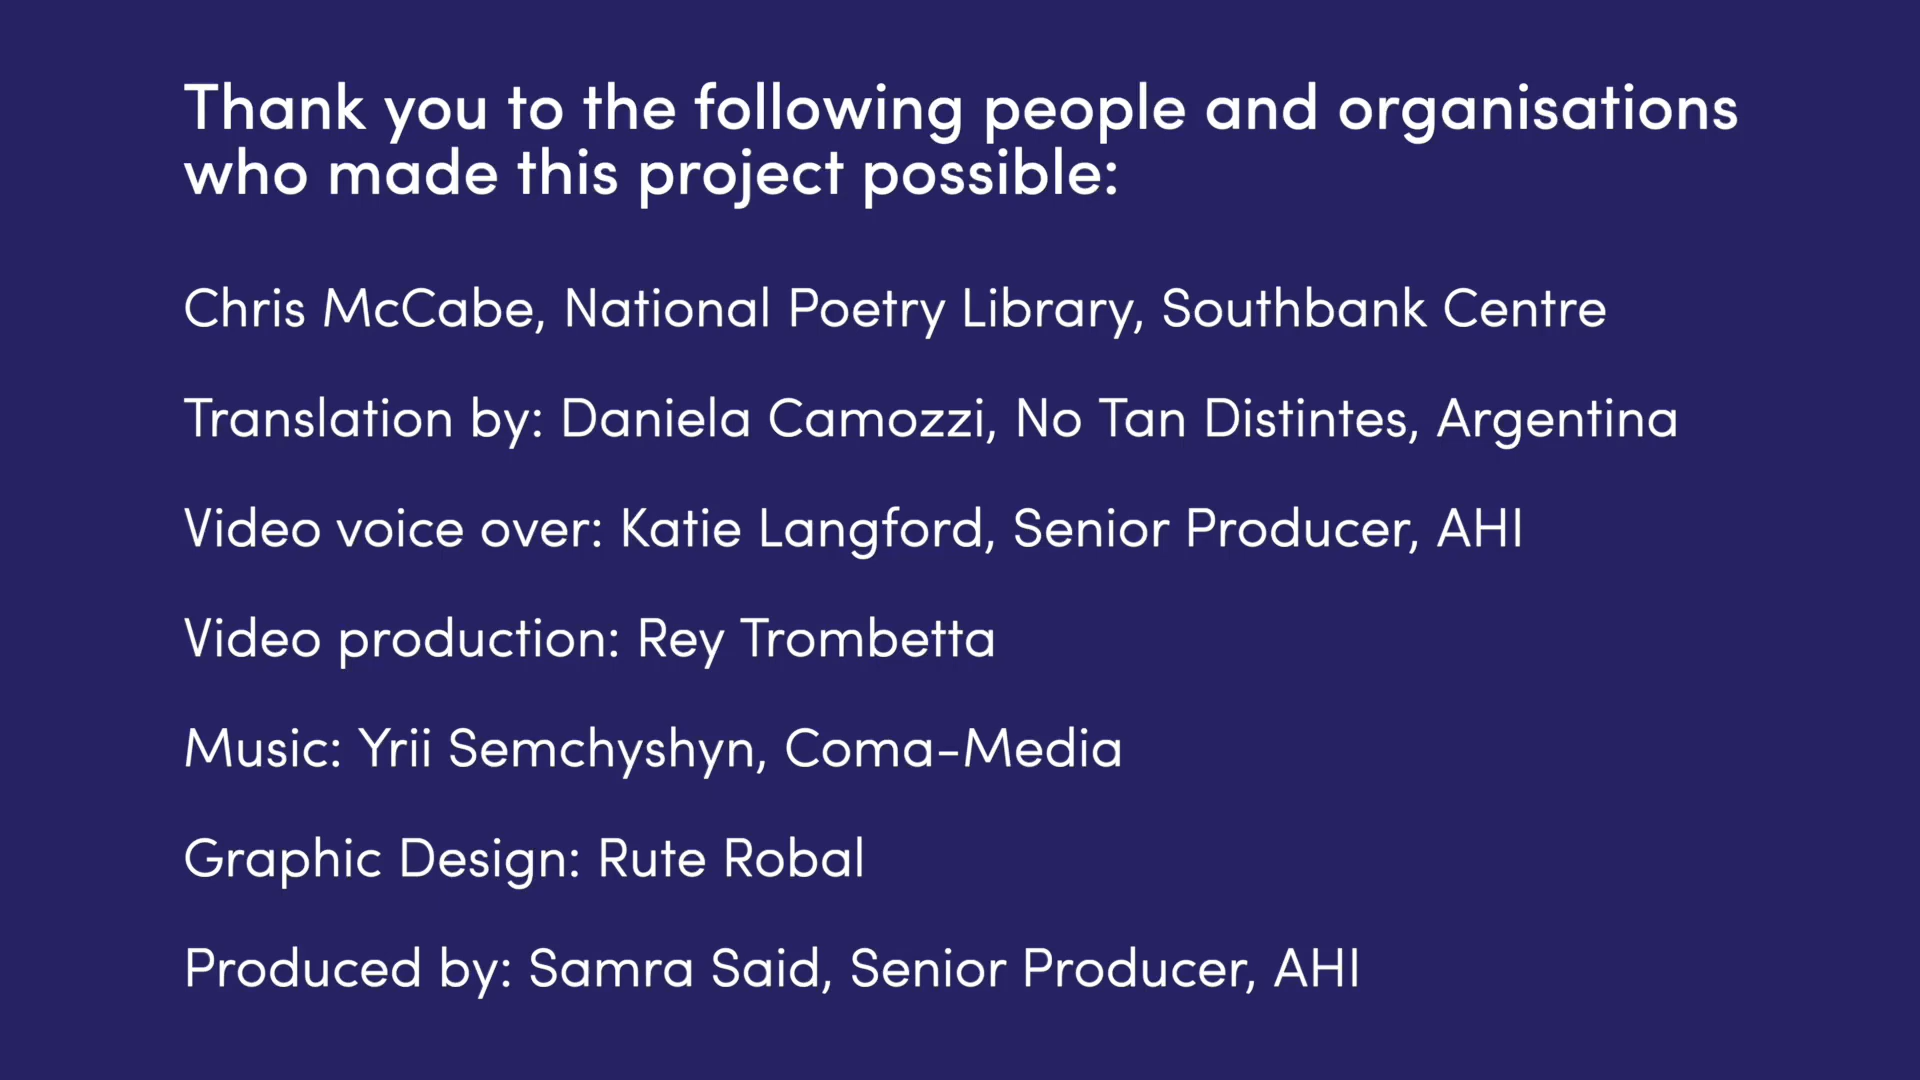 Thank you to the following people and organisations
who made this project possible:
Chris McCabe, National Poetry Library, Southbank Centre
Translation by: Daniela Camozzi, No Tan Distintes, Argentina
Video voice over: Katie Langford, Senior Producer, AHI
Video production: Rey Trombetta
Music: Yrii Semchyshyn, Coma-Media
Graphic Design: Rute Robal
Produced by: Samra Said, Senior Producer, AHI